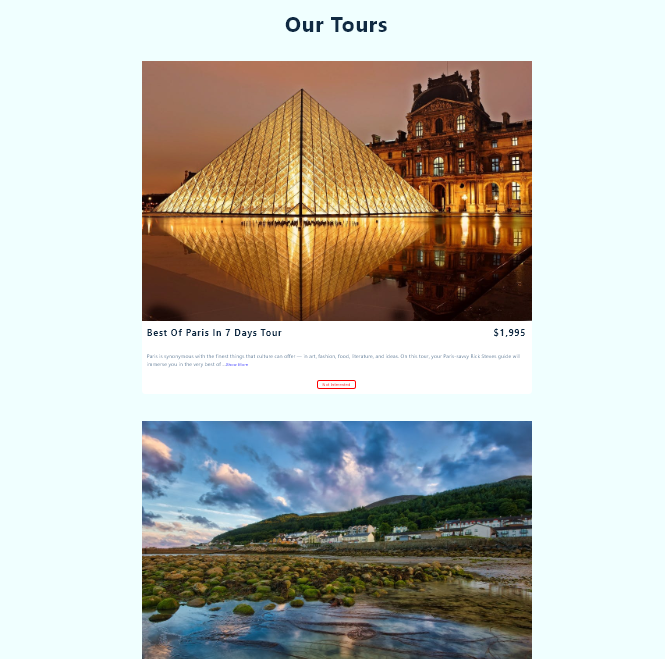 Our Tours
Best Of Paris In 7 Days Tour
$1,995
Paris is synonymous with the finest things that culture can offer — in art, fashion, food, literature, and ideas. On this tour, your Paris-savvy Rick Steves guide will
immerse you in the very best of ...Read More
Not Interested